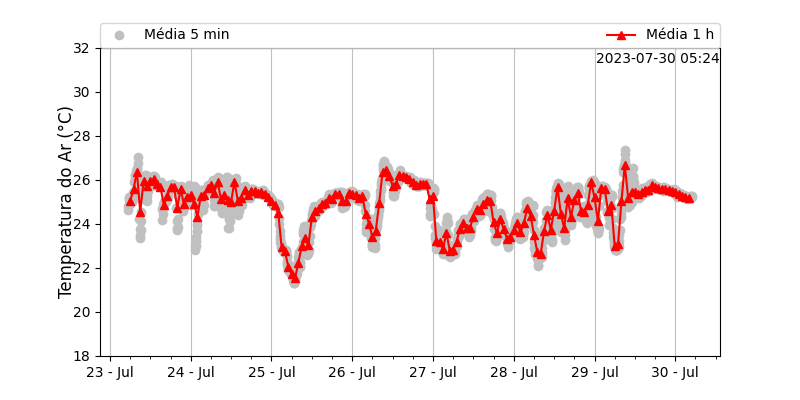 Média 5 min
Média 1 h
2023-07-30 05:24
Temperatura do Ar (°C)
32
30
28
26
24
22
20
18
23 - Jul
24 - Jul
25 - Jul
26 - Jul
27 - Jul
28 - Jul
29 - Jul
30 - Jul